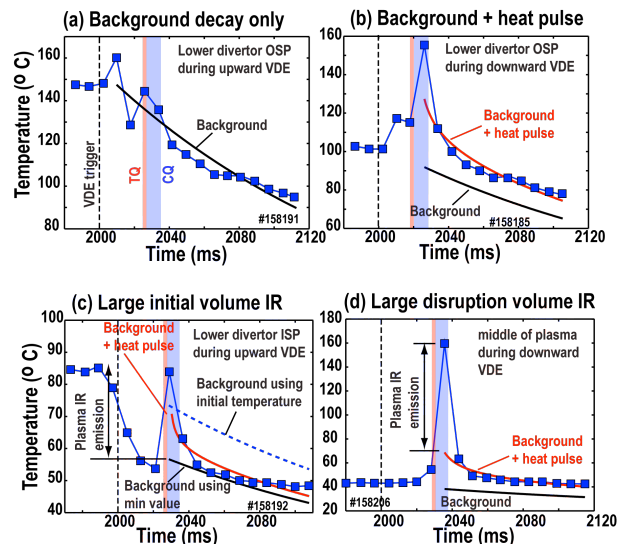 (a) Background decay only
Temperature (º C)
180
160
140
120
100
80
Lower divertor OSP
during upward VDE
Background
VDE trigger
TQ
CQ
#158191
2000
2040
2080
2120
Time (ms)
(b) Background + heat pulse
160
140
120
100
80
60
Lower divertor OSP
during downward VDE
Background
+ heat pulse
Background
#158185
2000
2040
2080
2120
Time (ms)
(c) Large initial volume IR
Temperature (º C)
100
90
80
70
60
50
40
Background
+ heat pulse
Lower divertor ISP
during upward VDE
Background using
initial temperature
Plasma IR
emission
Background using
min value
#158192
2000
2040
2080
Time (ms)
(d) Large disruption volume IR
200
160
120
80
40
0
middle of plasma
during downward
VDE
Plasma IR
emission
Background
+ heat pulse
#158206
Background
2000
2040
2080
2120
Time (ms)